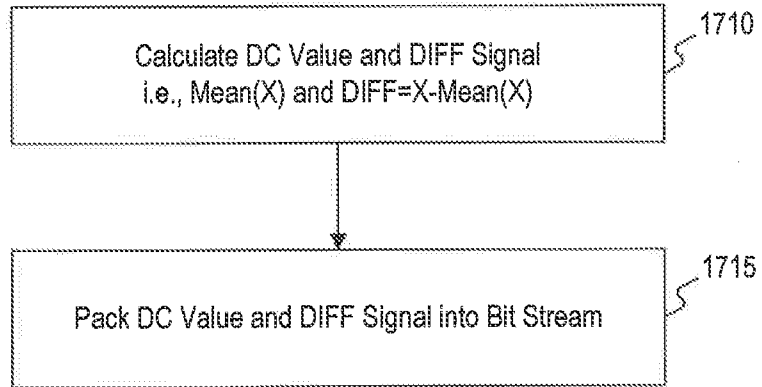 1710
Calculate DC Value and DIFF Signal
i.e., Mean(X) and DIFF=X-Mean(X)
1715
Pack DC Value and DIFF Signal into Bit Stream